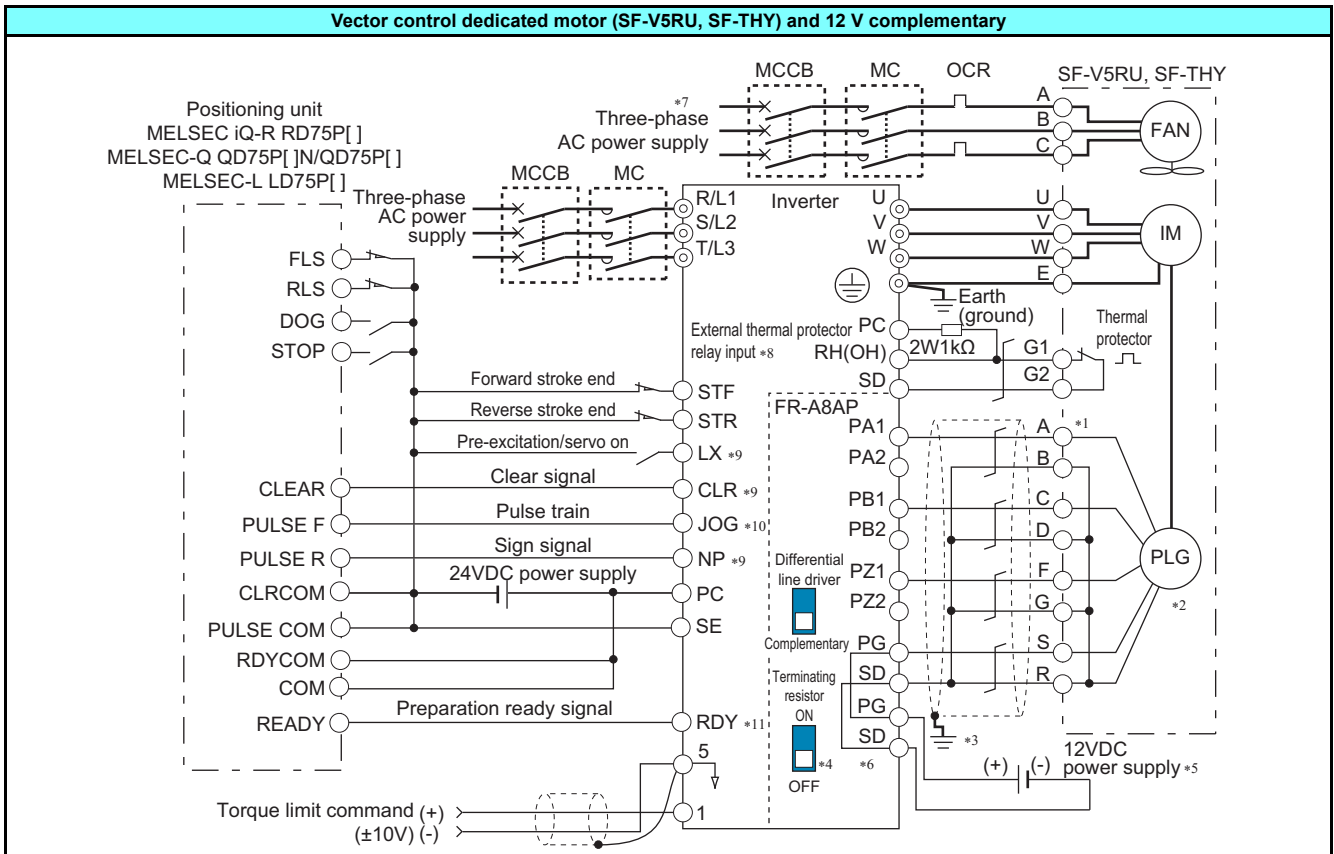 Vector control dedicated motor (SF-V5RU, SF-THY) and 12 V complementary
MCCB
MC
OCR
SF-V5RU, SF-THY
*7
Three-phase
AC power supply
A
B
C
FAN
Positioning unit
MELSEC iQ-R RD75P[ ]
MELSEC-Q QD75P[ ]N/QD75P[ ]
MELSEC-L LD75P[ ]
MCCB
MC
Three-phase
AC power
supply
R/L1
S/L2
T/L3
Inverter
U
V
W
U
V
W
E
IM
Earth
(ground)
FLS
RLS
DOG
STOP
External thermal protector
relay input *8
PC
RH(OH)
SD
2W1kΩ
G1
G2
Thermal
protector
Forward stroke end
STF
Reverse stroke end
STR
Pre-excitation/servo on
LX *9
CLEAR
Clear signal
CLR *9
PULSE F
Pulse train
JOG *10
PULSE R
Sign signal
NP *9
CLRCOM
24VDC power supply
PC
PULSE COM
SE
RDYCOM
COM
READY
Preparation ready signal
RDY *11
5
1
Torque limit command (+)
(±10V) (-)
FR-A8AP
PA1
PA2
PB1
PB2
PZ1
PZ2
PG
SD
PG
SD
*6
Differential
line driver
Complementary
Terminating
resistor
ON
*4
OFF
A
*1
B
C
D
F
G
S
R
PLG
*2
*3
12VDC
power supply *5
(+)
(-)